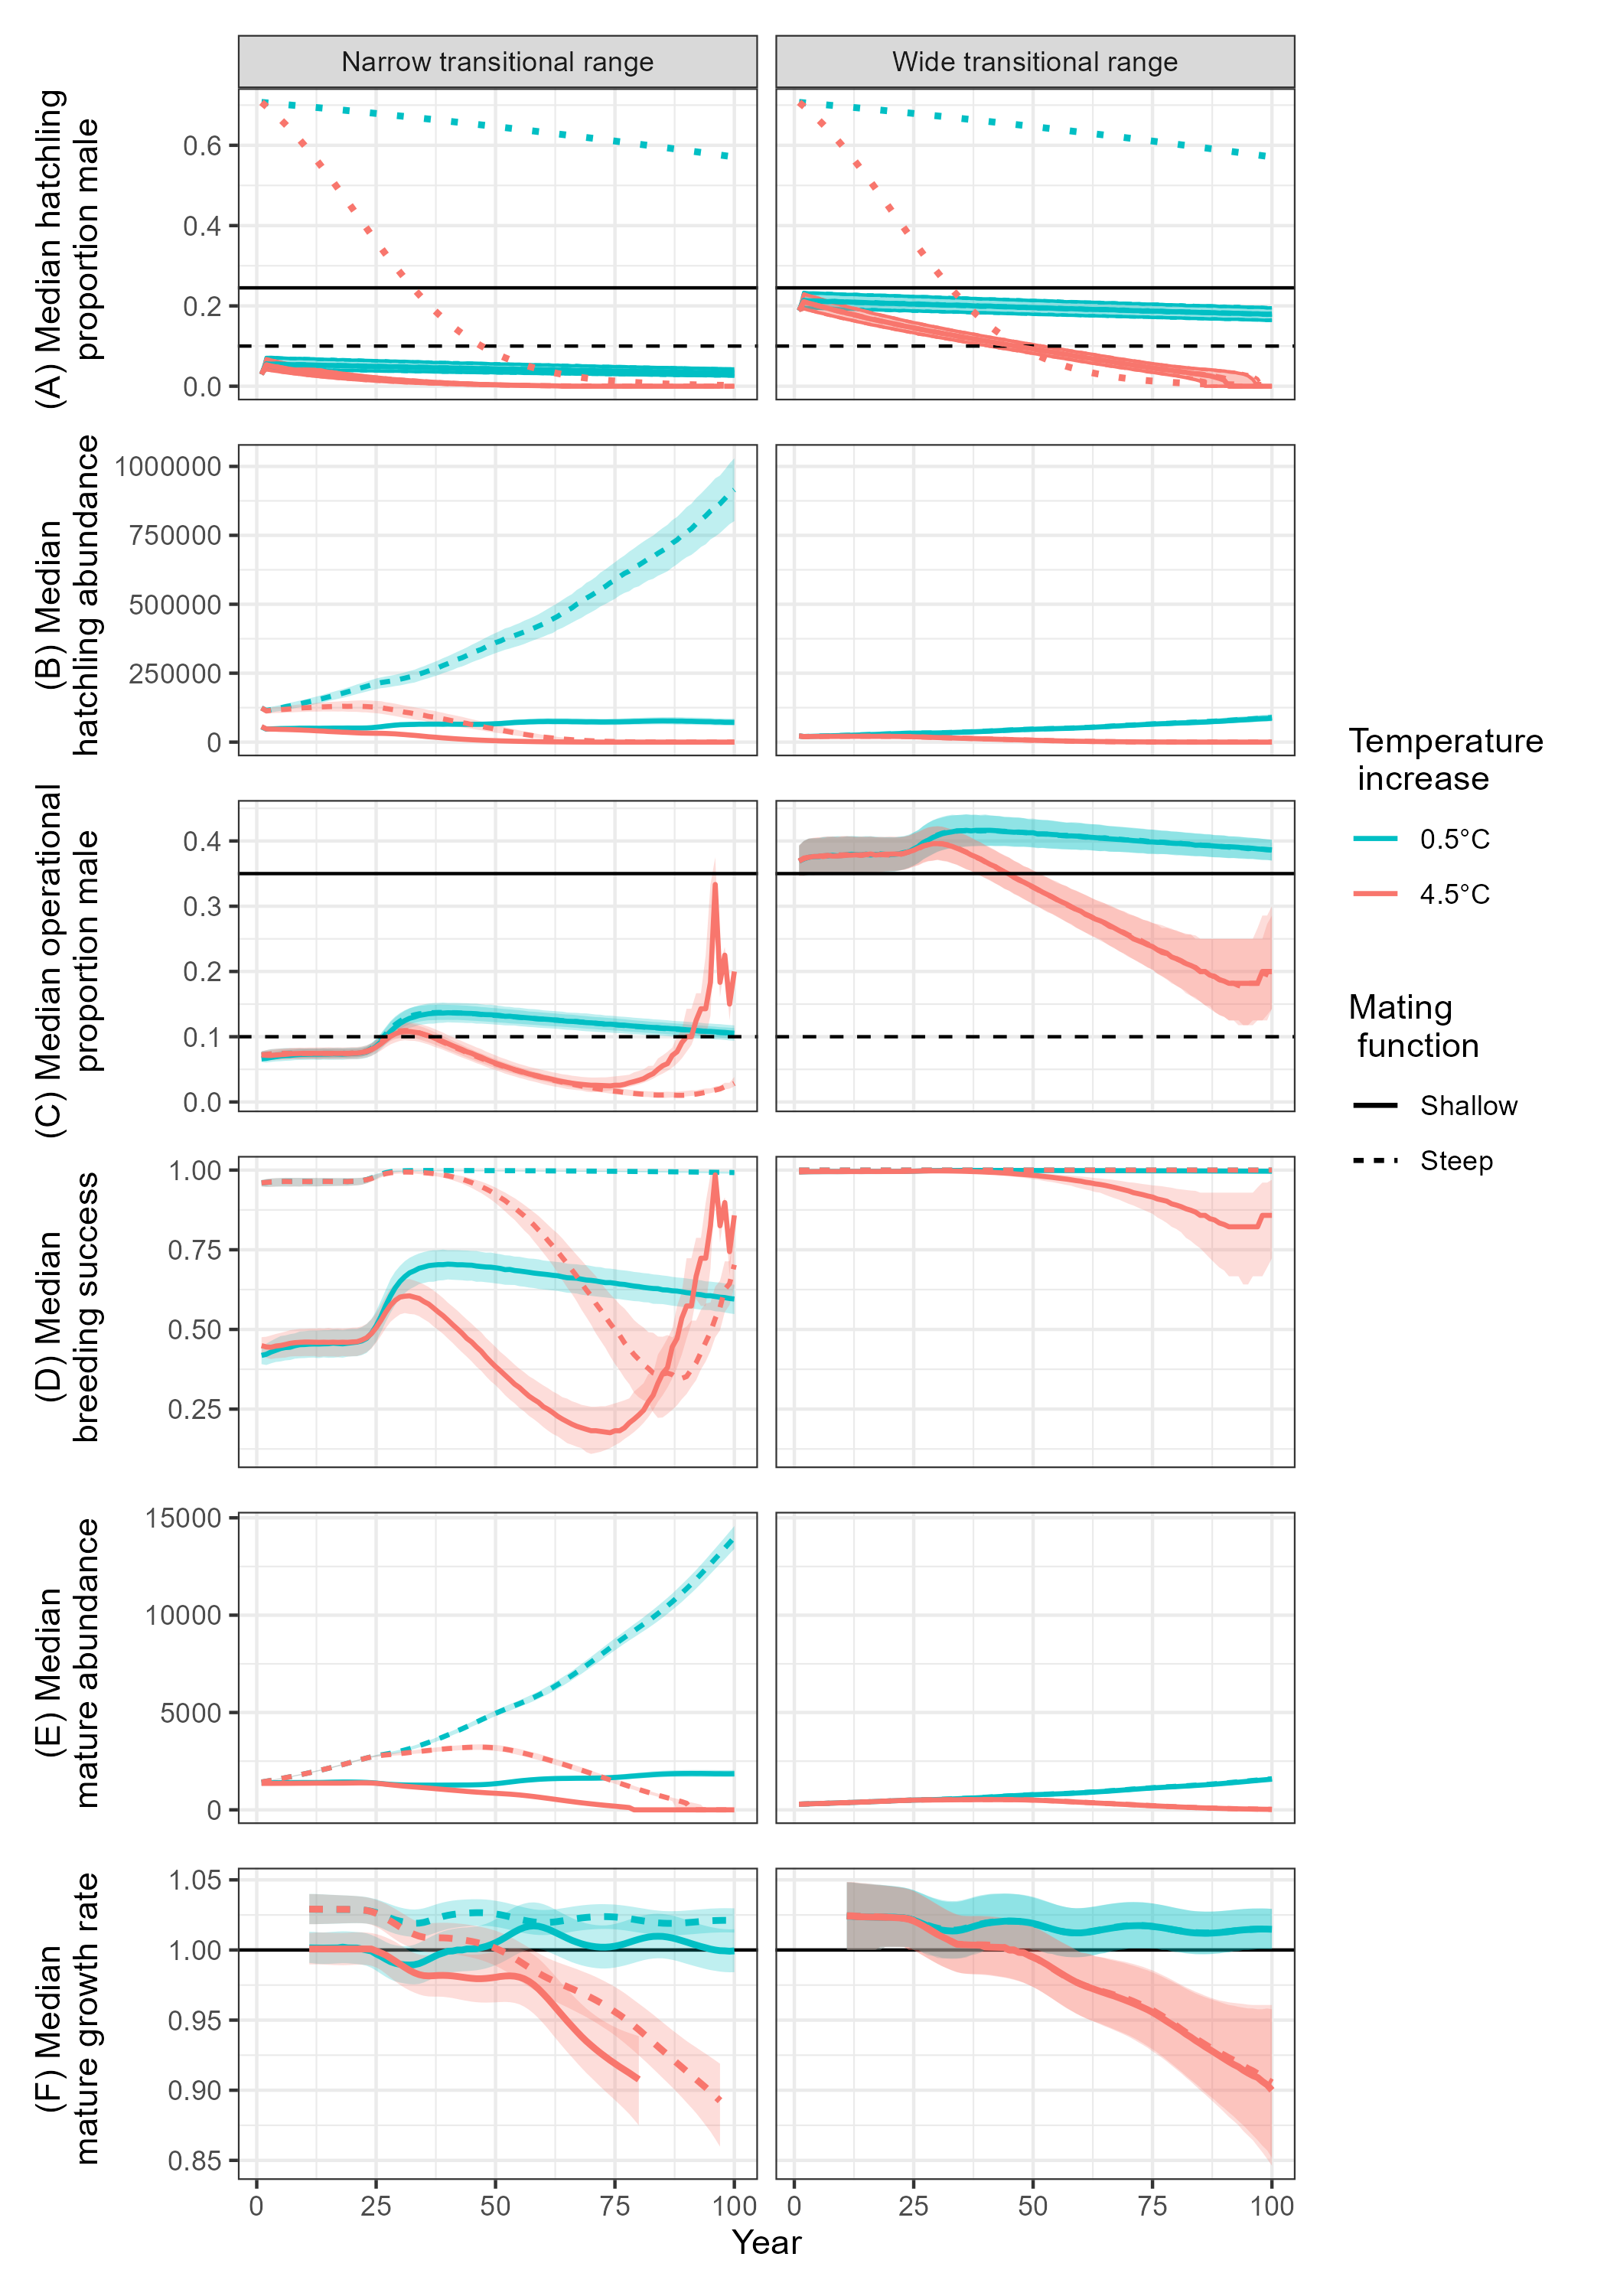 Narrow transitional range
Wide transitional range
(A) Median hatchling
proportion male
0.6
0.4
0.2
0.0
(B) Median
hatchling abundance
1000000
750000
500000
250000
0
(C) Median operational
proportion male
0.4
0.3
0.2
0.1
0.0
(D) Median
breeding success
1.00
0.75
0.50
0.25
(E) Median
mature abundance
15000
10000
5000
0
(F) Median
mature growth rate
1.05
1.00
0.95
0.90
0.85
0 25 50 75 100
0 25 50 75 100
Year
Temperature
increase
0.5°C
4.5°C
Mating
function
Shallow
Steep